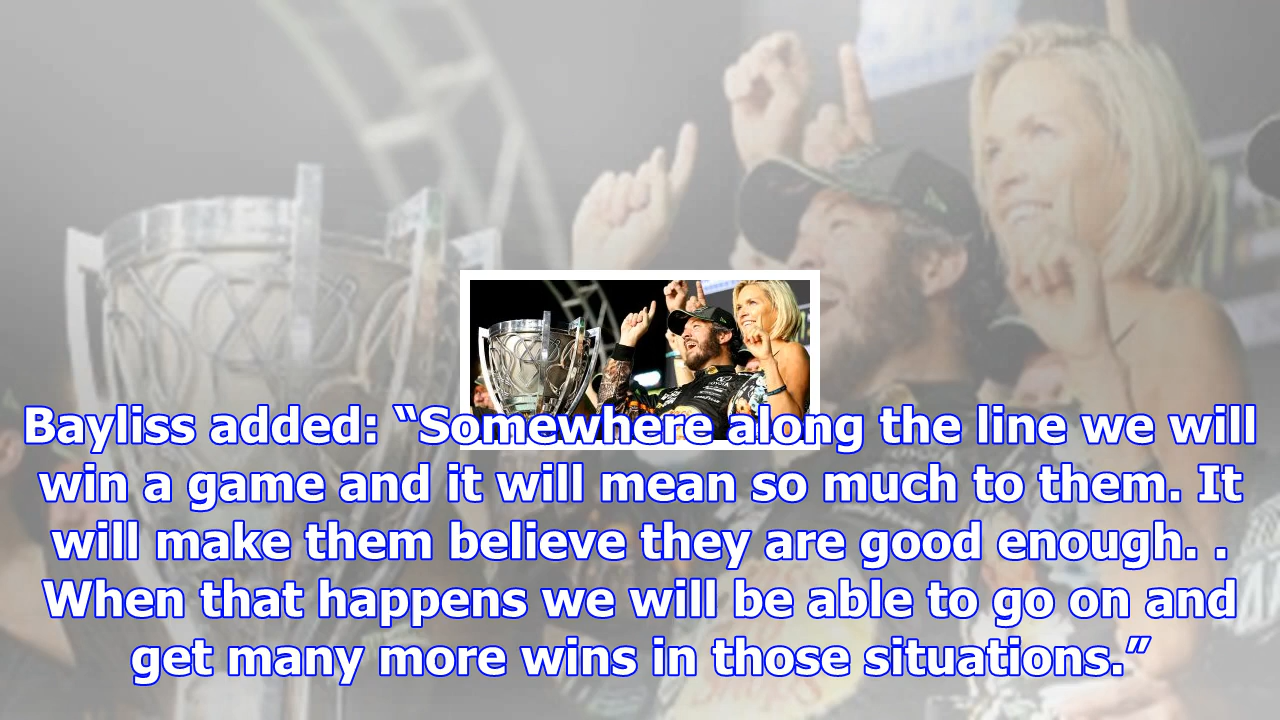 Bayliss added: “Somewhere along the line we will
win a game and it will mean so much to them. It
will make them believe they are good enough. .
When that happens we will be able to go on and
get many more wins in those situations.”